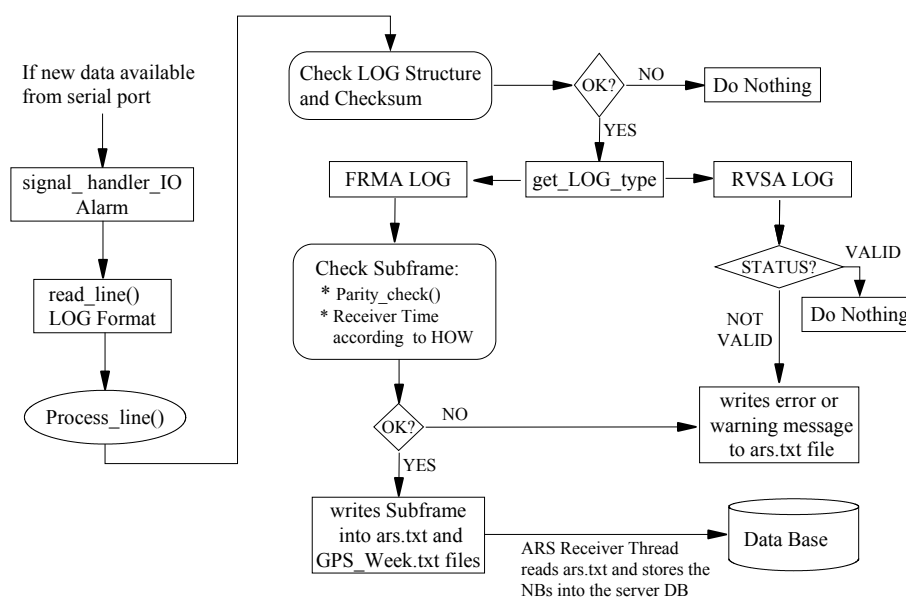 If new data available
from serial port
signal_ handler_IO
Alarm
read_line()
LOG Format
Process_line()
Check LOG Structure
and Checksum
OK?
NO
Do Nothing
YES
FRMA LOG
get_LOG_type
RVSA LOG
Check Subframe:
* Parity_check()
* Receiver Time
according to HOW
STATUS?
VALID
Do Nothing
NOT
VALID
OK?
NO
writes error or
warning message
to ars.txt file
YES
writes Subframe
into ars.txt and
GPS_Week.txt files
ARS Receiver Thread
reads ars.txt and stores the
NBs into the server DB
Data Base